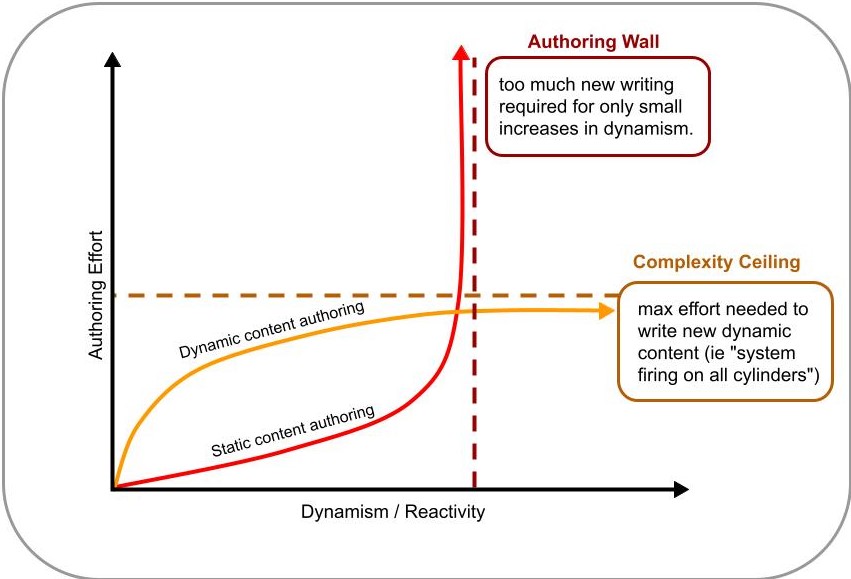 Authoring Wall
too much new writing
required for only small
increases in dynamism.
Authoring Effort
Complexity Ceiling
max effort needed to
write new dynamic
content (ie "system
firing on all cylinders")
Dynamic content authoring
Static content authoring
Dynamism / Reactivity